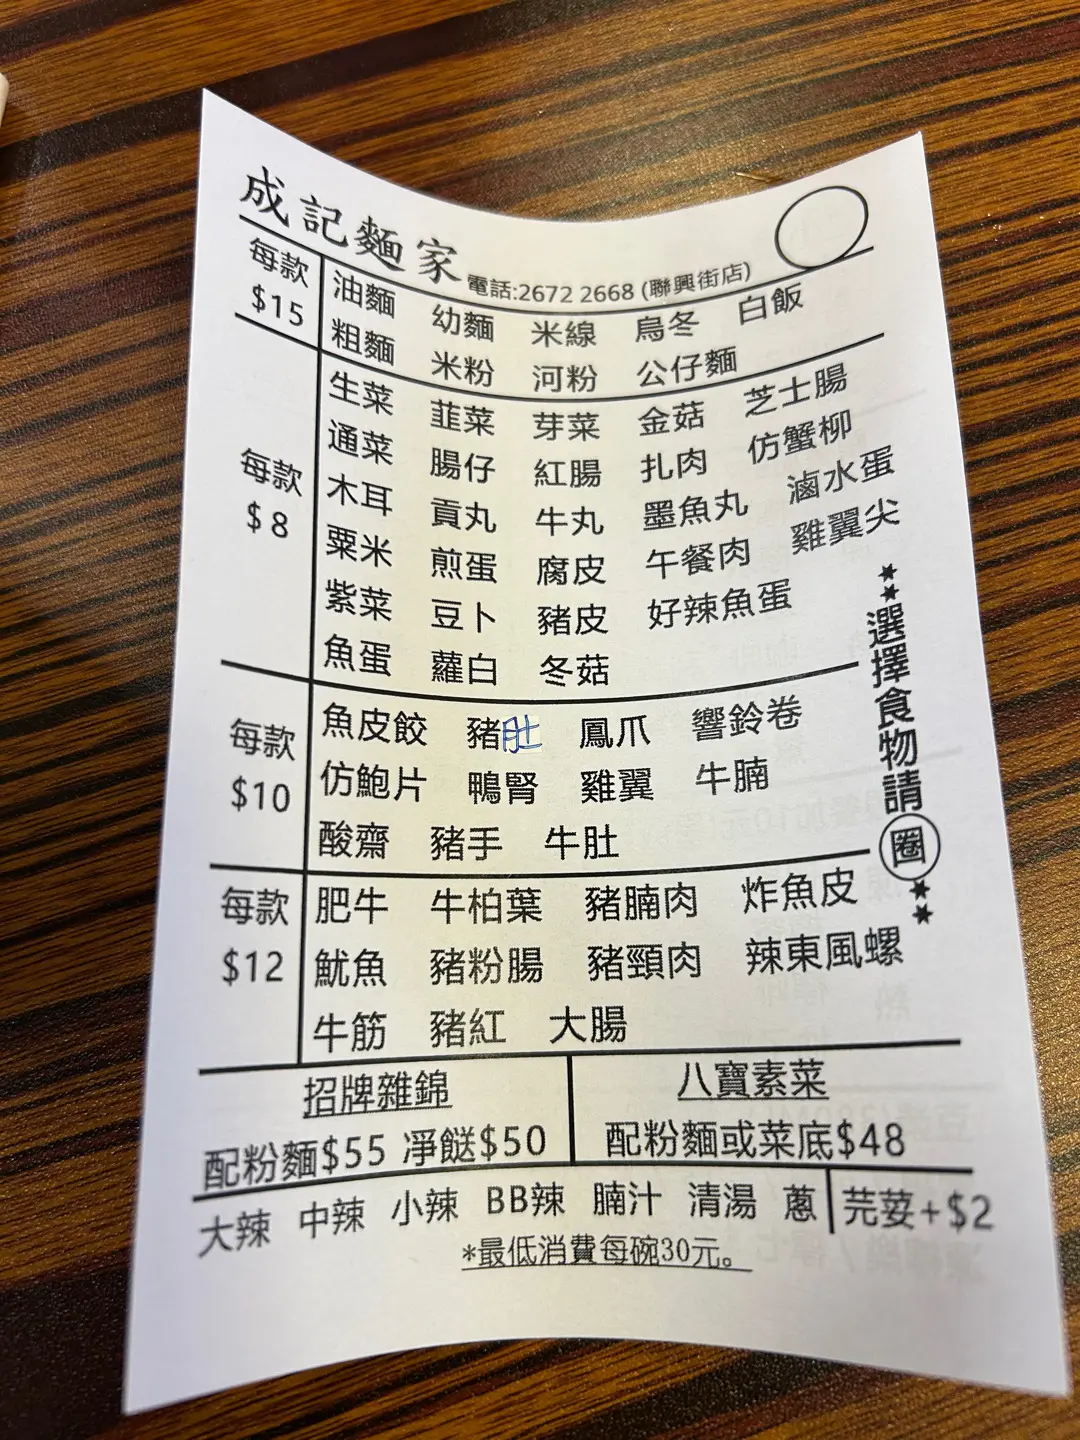 成記麵家 電話:2672 2668 (聯興街店)
每款 $15
油麵 幼麵 米線 烏冬 白飯
粗麵 米粉 河粉 公仔麵
每款 $8
生菜 韮菜 芽菜 金菇 芝士腸
通菜 腸仔 紅腸 扎肉 仿蟹柳
木耳 貢丸 牛丸 墨魚丸 滷水蛋
粟米 煎蛋 腐皮 午餐肉 雞翼尖
紫菜 豆卜 豬皮 好辣魚蛋
魚蛋 蘿白 冬菇
每款 $10
魚皮餃 豬肚 鳳爪 響鈴卷
仿鮑片 鴨腎 雞翼 牛腩
酸齋 豬手 牛肚
每款 $12
肥牛 牛柏葉 豬腩肉 炸魚皮
魷魚 豬粉腸 豬頸肉 辣東風螺
牛筋 豬紅 大腸
**選擇食物請圈**
招牌雜錦
配粉麵$55 淨餸$50
八寶素菜
配粉麵或菜底$48
大辣 中辣 小辣 BB辣 腩汁 清湯 蔥 芫荽+$2
*最低消費每碗30元。